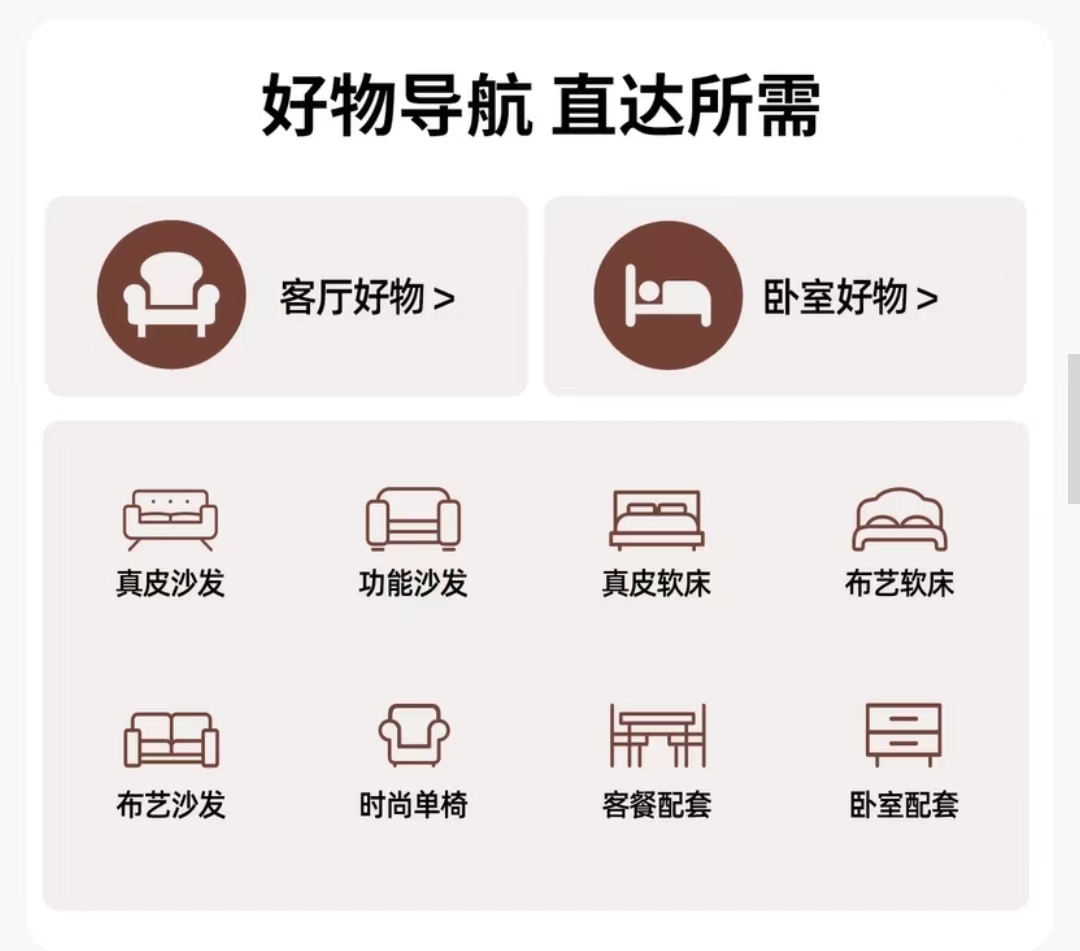 好物导航 直达所需
客厅好物 >
卧室好物 >
真皮沙发
功能沙发
真皮软床
布艺软床
布艺沙发
时尚单椅
客餐配套
卧室配套